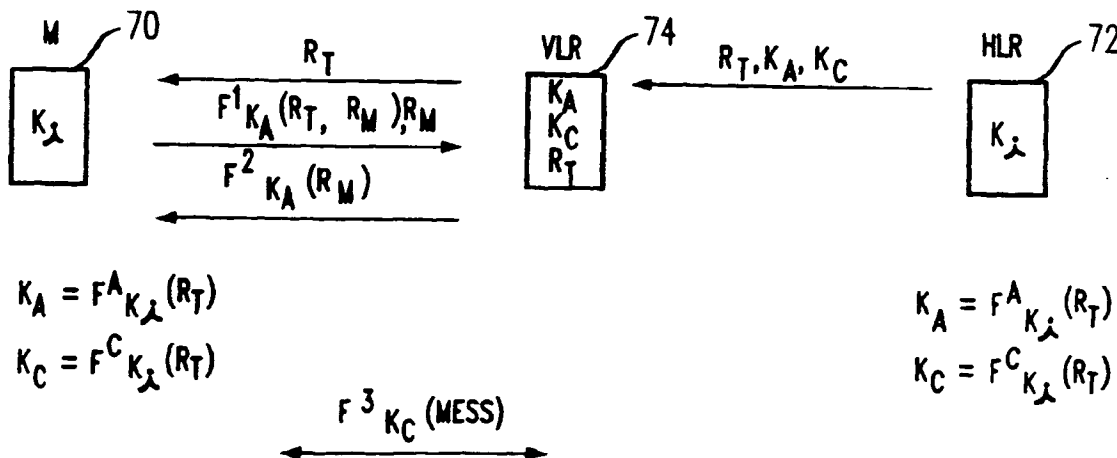 M 70 VLR 74 HLR 72
R_T
R_T, K_A, K_C
F^1 K_A (R_T, R_M), R_M
F^2 K_A (R_M)
K_i
K_A
K_C
R_T
K_i
K_A = F^A K_i (R_T)
K_C = F^C K_i (R_T)
K_A = F^A K_i (R_T)
K_C = F^C K_i (R_T)
F^3 K_C (MESS)